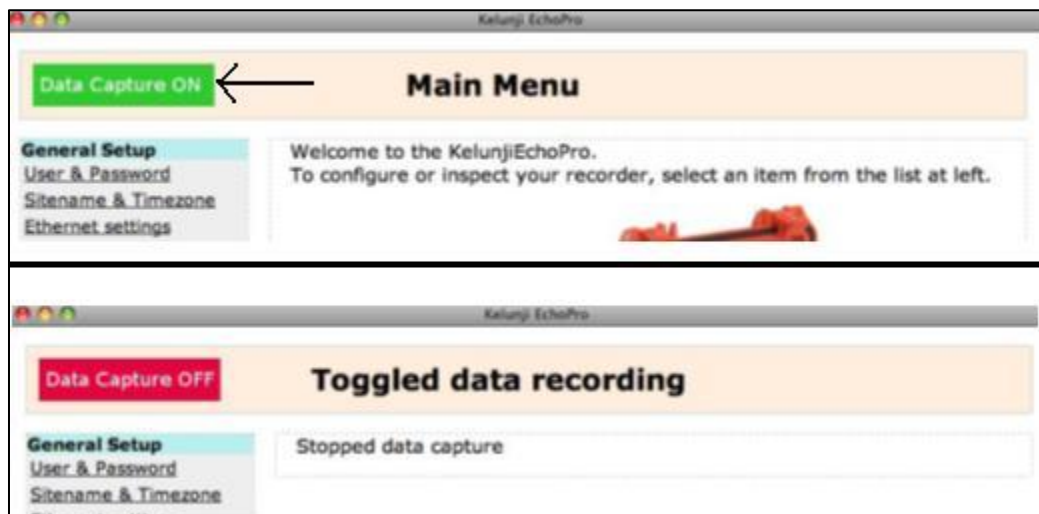 Kelunji EchoPro
Data Capture ON
Main Menu
General Setup
User & Password
Sitename & Timezone
Ethernet settings
Welcome to the KelunjiEchoPro.
To configure or inspect your recorder, select an item from the list at left.
Kelunji EchoPro
Data Capture OFF
Toggled data recording
General Setup
User & Password
Sitename & Timezone
Stopped data capture